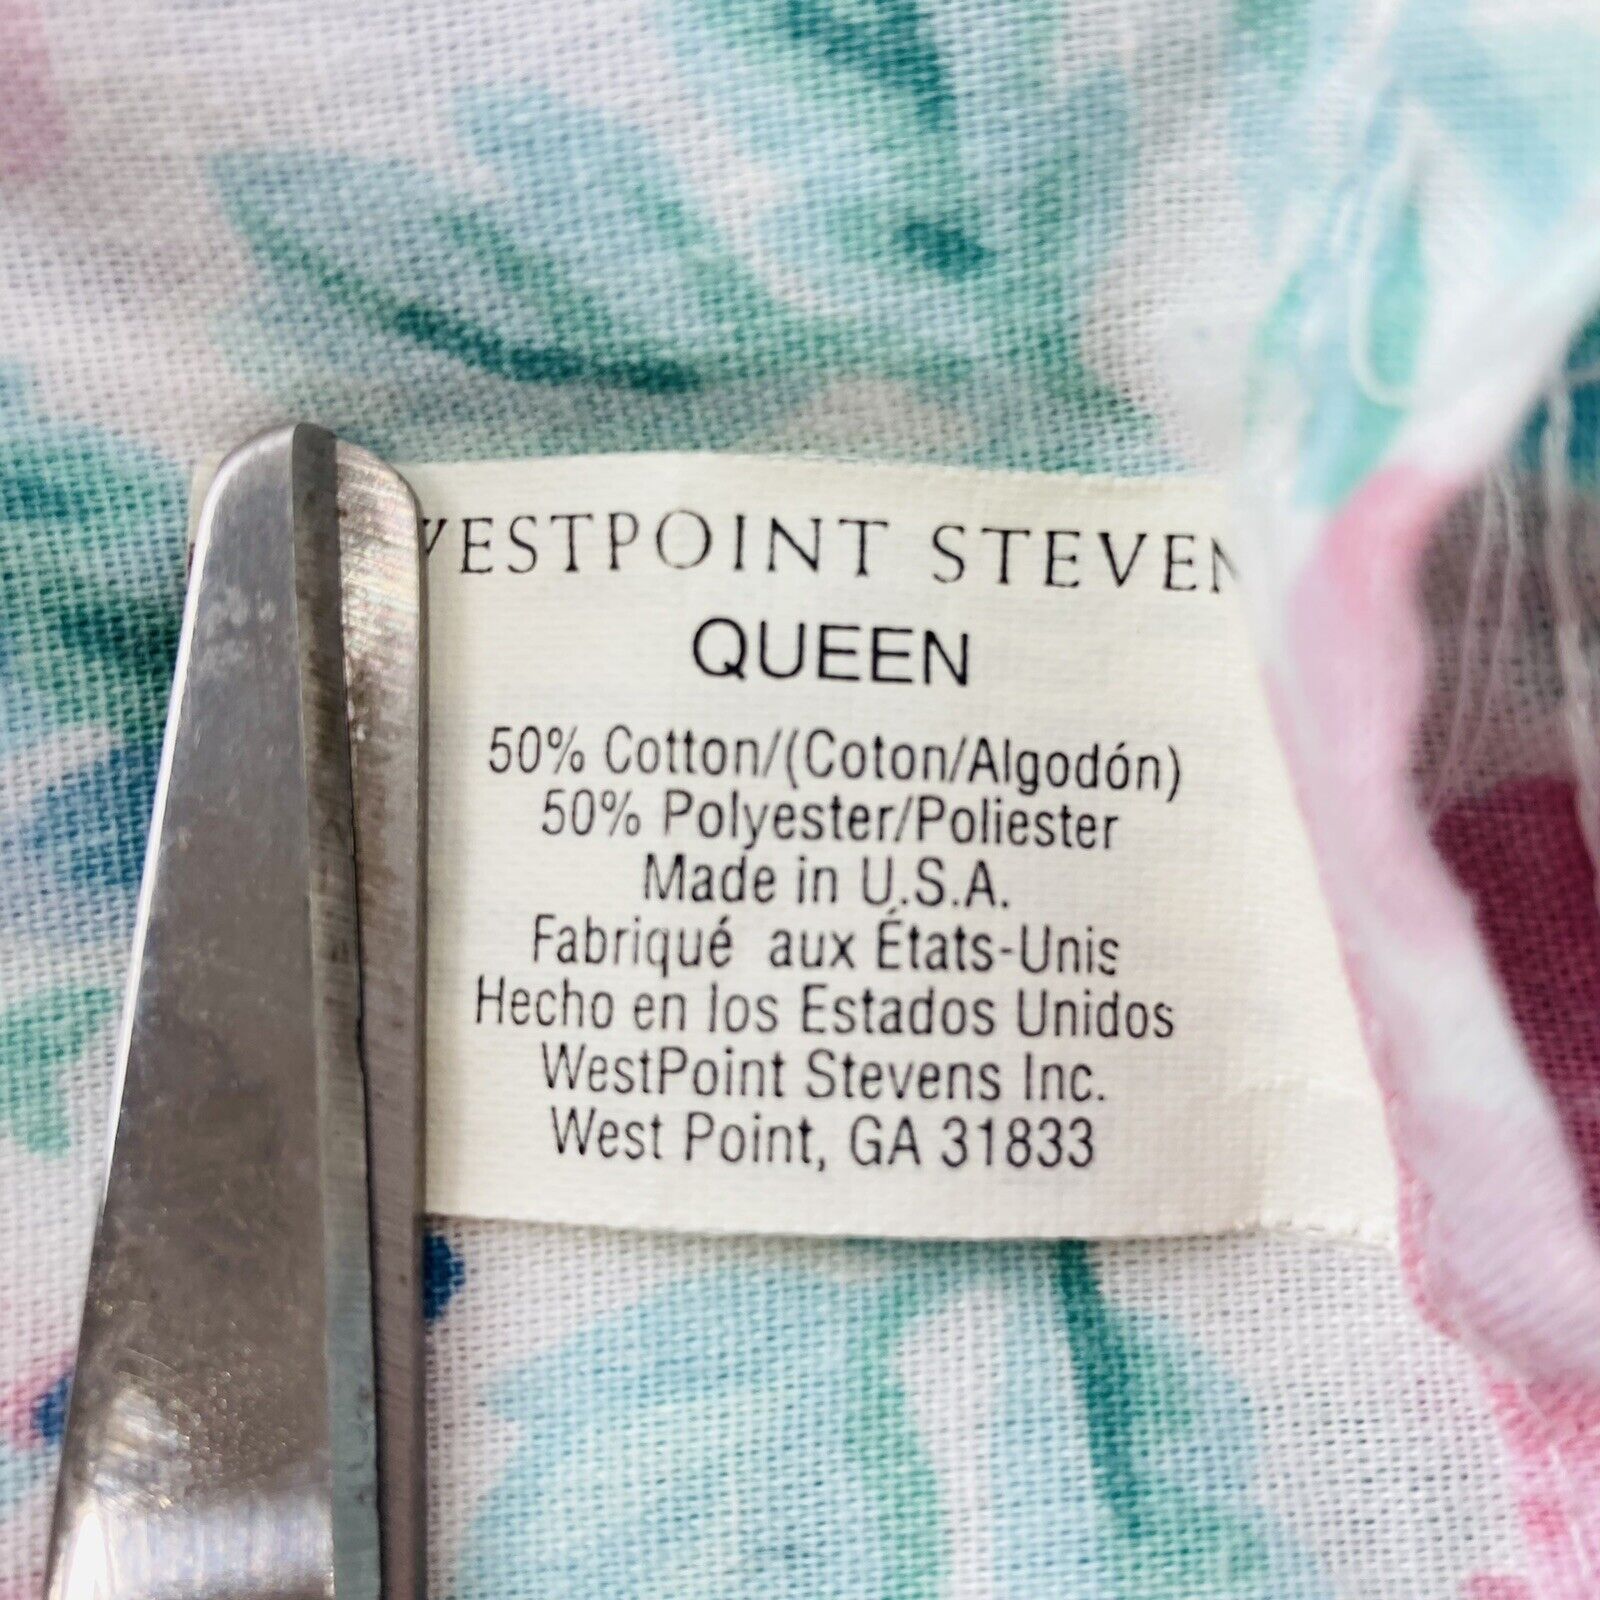 WESTPOINT STEVEN
QUEEN
50% Cotton/(Coton/Algodón)
50% Polyester/Poliester
Made in U.S.A.
Fabriqué aux États-Unis
Hecho en los Estados Unidos
WestPoint Stevens Inc.
West Point, GA 31833